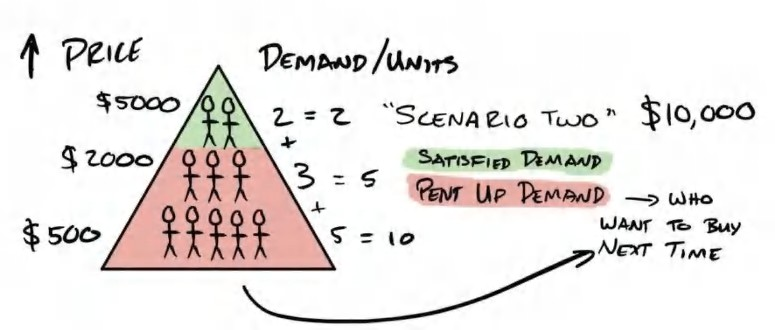 ↑ PRICE DEMAND/UNITS
$5000 2 = 2 "SCENARIO TWO" $10,000
+
$2000 3 = 5 SATISFIED DEMAND
+ PENT UP DEMAND → WHO
$500 5 = 10 WANT TO BUY
NEXT TIME